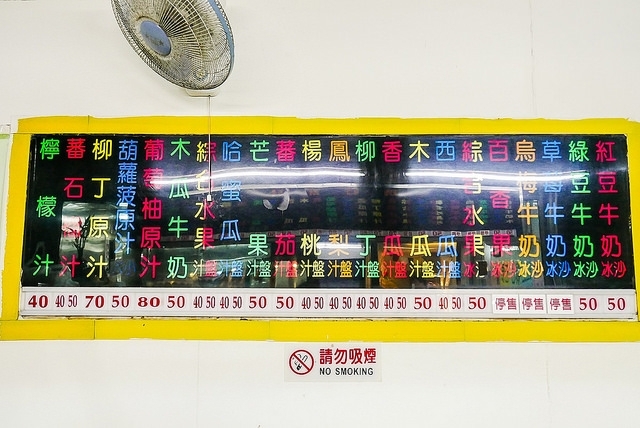 檸檬汁
蕃石汁
柳丁原汁
葫蘿菠原汁
葡萄柚原汁
木瓜牛奶
綜合水果汁盤
哈蜜瓜汁盤
芒果汁盤
蕃茄汁盤
楊桃汁盤
鳳梨汁盤
柳丁汁盤
香瓜汁盤
木瓜汁盤
西瓜汁盤
綜合水果冰沙
百香果冰沙
烏梅牛奶冰沙
草莓牛奶冰沙
綠豆牛奶冰沙
紅豆牛奶冰沙
40 40 50 70 50 80 50 40 50 40 50 50 50 40 50 40 50 40 50 40 50 50 40 50 50 停售 停售 停售 50 50
請勿吸煙
NO SMOKING